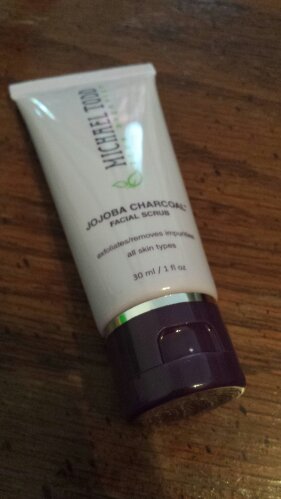 MICHAEL TODD
JOJOBA CHARCOAL
FACIAL SCRUB
exfoliates/removes impurities
all skin types
30 ml / 1 fl oz